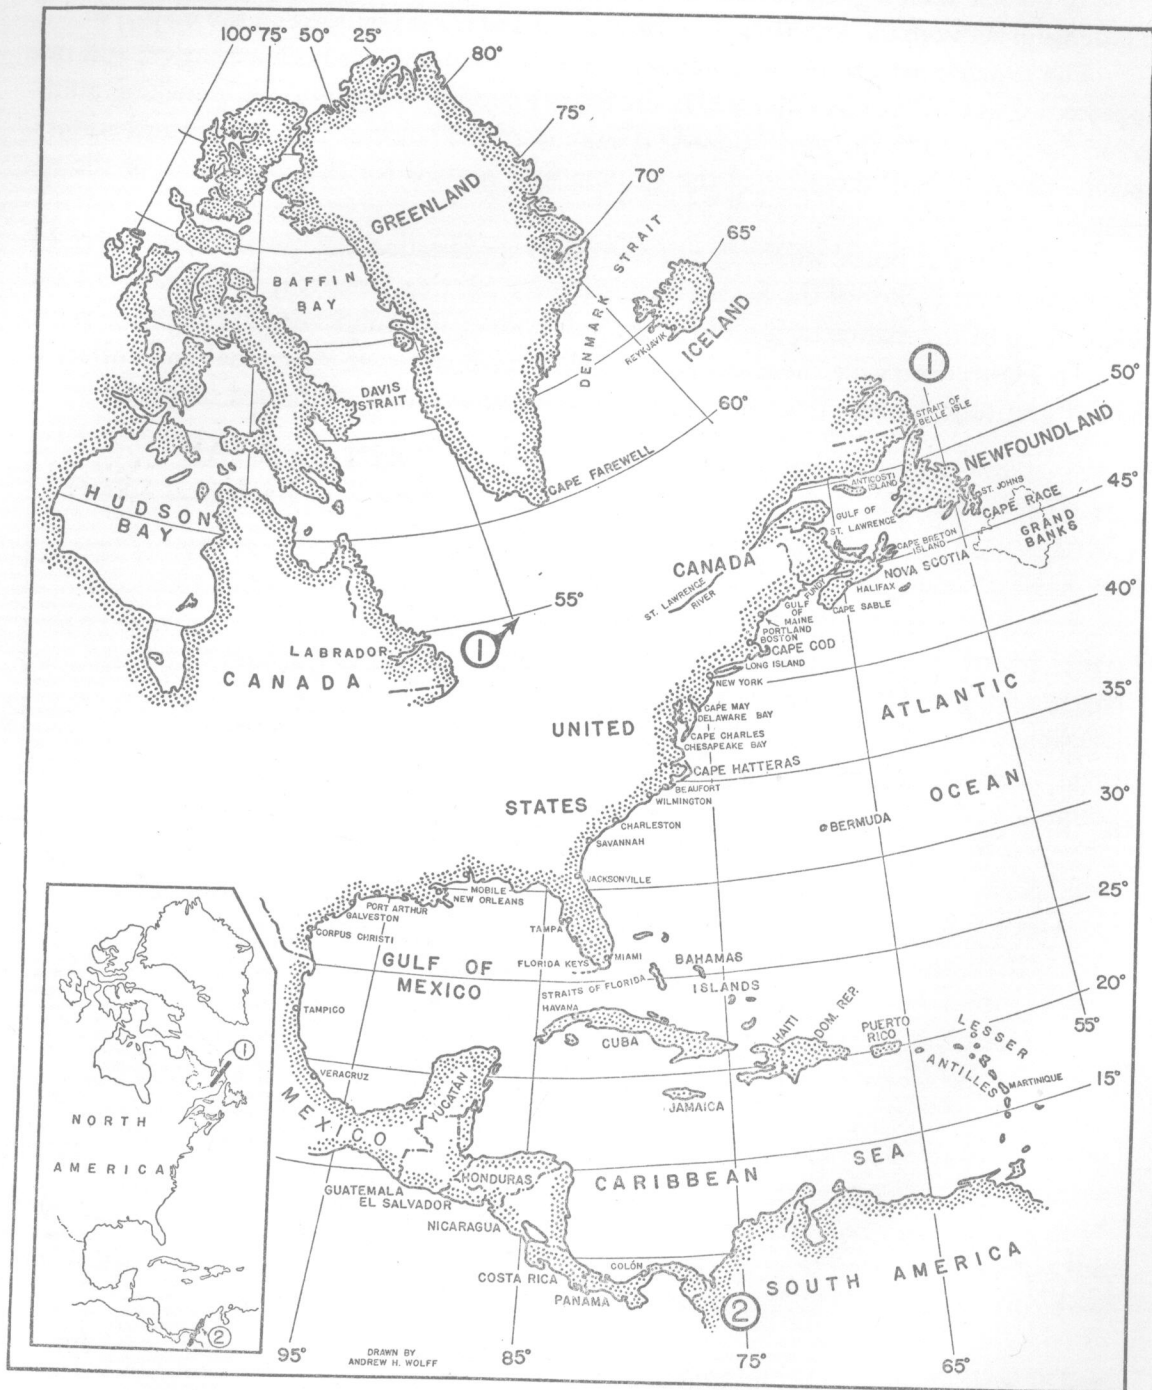 100° 75° 50° 25°
80°
75°
70°
65°
GREENLAND
BAFFIN
BAY
DENMARK STRAIT
REYKJAVIK
ICELAND
DAVIS
STRAIT
60°
CAPE FAREWELL
HUDSON
BAY
55°
1
LABRADOR
CANADA
1
50°
STRAIT OF
BELLE ISLE
NEWFOUNDLAND
ANTICOSTI
ISLAND
ST. JOHNS
45°
CAPE RACE
GULF OF
ST. LAWRENCE
GRAND
BANKS
CAPE BRETON
ISLAND
CANADA
NOVA SCOTIA
ST. LAWRENCE
RIVER
FUNDY
HALIFAX
40°
GULF
OF
MAINE
CAPE SABLE
PORTLAND
BOSTON
CAPE COD
LONG ISLAND
NEW YORK
35°
ATLANTIC
OCEAN
UNITED
STATES
CAPE MAY
DELAWARE BAY
CAPE CHARLES
CHESAPEAKE BAY
CAPE HATTERAS
BEAUFORT
WILMINGTON
30°
CHARLESTON
BERMUDA
SAVANNAH
JACKSONVILLE
25°
MOBILE
NEW ORLEANS
PORT ARTHUR
GALVESTON
CORPUS CHRISTI
TAMPA
FLORIDA KEYS
MIAMI
BAHAMAS
ISLANDS
GULF OF
MEXICO
STRAITS OF FLORIDA
HAVANA
20°
55°
TAMPICO
CUBA
HAITI
DOM. REP.
PUERTO
RICO
LESSER
ANTILLES
MARTINIQUE
15°
VERACRUZ
YUCATAN
JAMAICA
MEXICO
CARIBBEAN SEA
HONDURAS
GUATEMALA
EL SALVADOR
NICARAGUA
COSTA RICA
COLÓN
PANAMA
SOUTH AMERICA
2
95°
85°
75°
65°
DRAWN BY
ANDREW H. WOLFF
1
NORTH
AMERICA
2